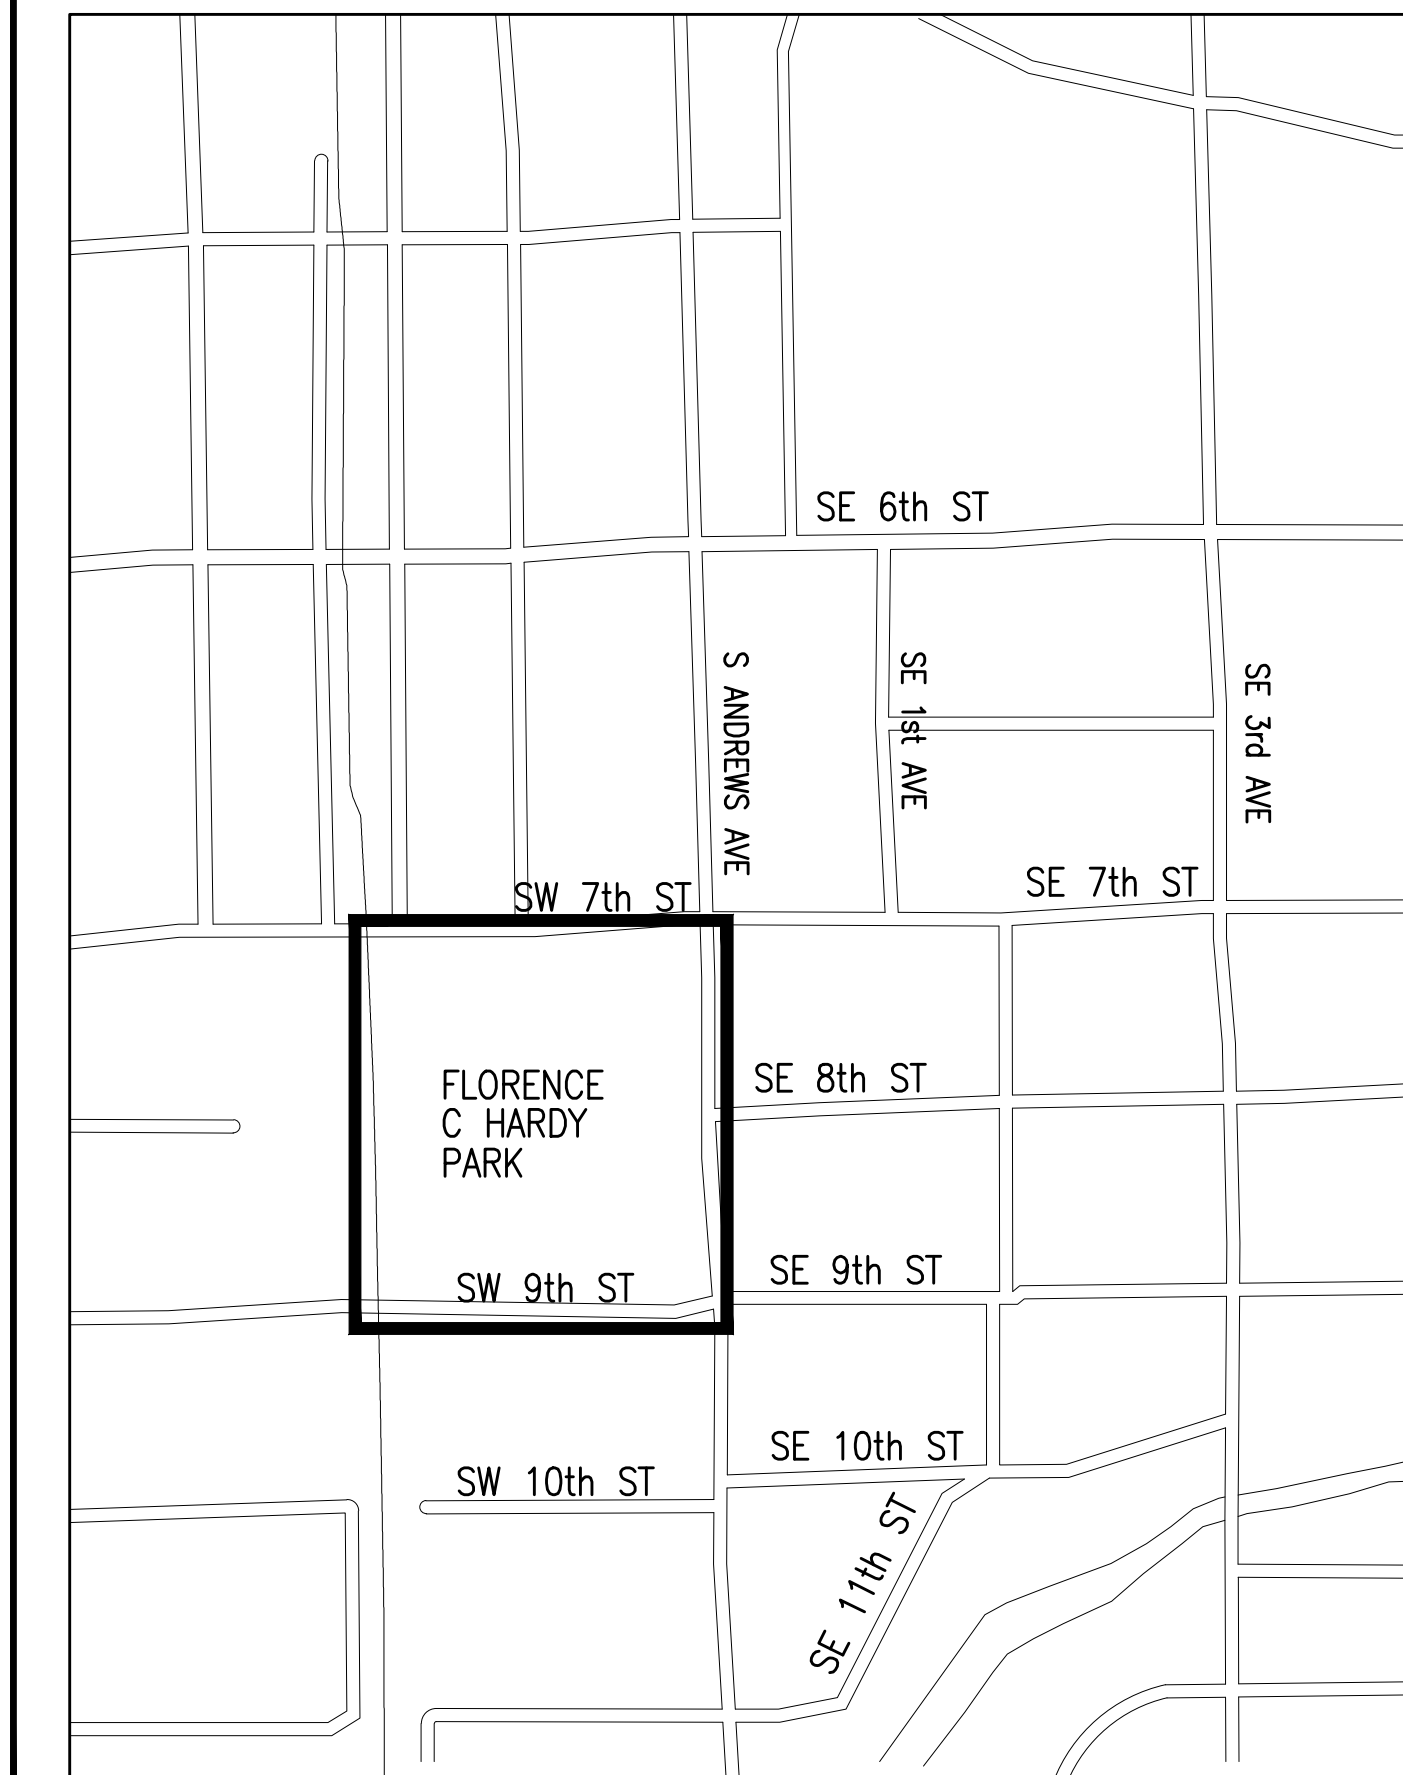 SE 6th ST
S ANDREWS AVE
SE 1st AVE
SE 3rd AVE
SW 7th ST
SE 7th ST
FLORENCE
C HARDY
PARK
SE 8th ST
SW 9th ST
SE 9th ST
SE 10th ST
SW 10th ST
SE 11th ST